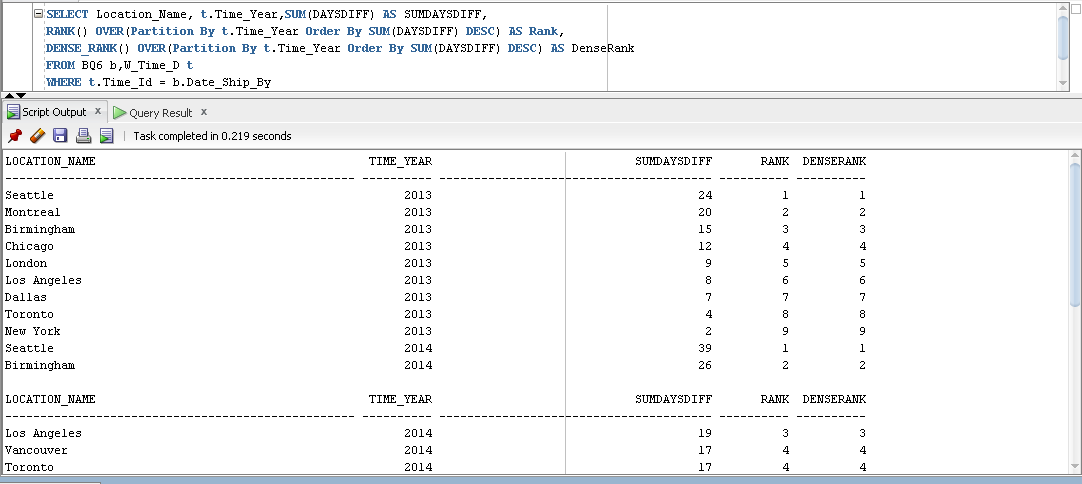 SELECT Location_Name, t.Time_Year,SUM(DAYSDIFF) AS SUMDAYSDIFF,
RANK() OVER(Partition By t.Time_Year Order By SUM(DAYSDIFF) DESC) AS Rank,
DENSE_RANK() OVER(Partition By t.Time_Year Order By SUM(DAYSDIFF) DESC) AS DenseRank
FROM BQ6 b,W_Time_D t
WHERE t.Time_Id = b.Date_Ship_By
Script Output x Query Result x
Task completed in 0.219 seconds
LOCATION_NAME TIME_YEAR SUMDAYSDIFF RANK DENSERANK
Seattle 2013 24 1 1
Montreal 2013 20 2 2
Birmingham 2013 15 3 3
Chicago 2013 12 4 4
London 2013 9 5 5
Los Angeles 2013 8 6 6
Dallas 2013 7 7 7
Toronto 2013 4 8 8
New York 2013 2 9 9
Seattle 2014 39 1 1
Birmingham 2014 26 2 2
LOCATION_NAME TIME_YEAR SUMDAYSDIFF RANK DENSERANK
Los Angeles 2014 19 3 3
Vancouver 2014 17 4 4
Toronto 2014 17 4 4